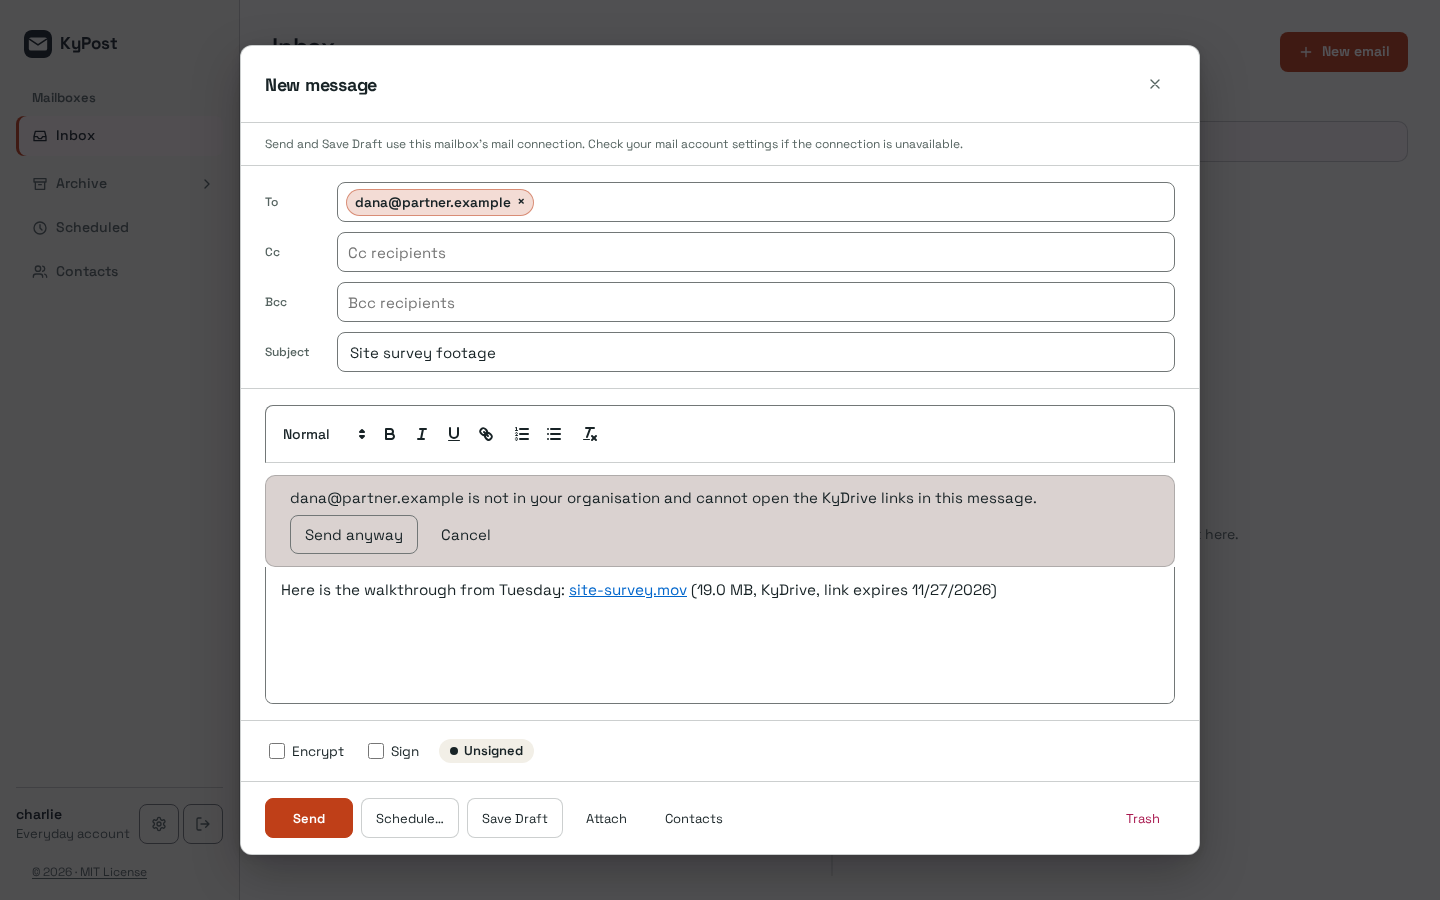 KyPost
Mailboxes
Inbox
Archive
Scheduled
Contacts
charlie
Everyday account
© 2026 · MIT License
Inbox
New email
here.
New message
Send and Save Draft use this mailbox's mail connection. Check your mail account settings if the connection is unavailable.
To dana@partner.example ×
Cc Cc recipients
Bcc Bcc recipients
Subject Site survey footage
Normal
dana@partner.example is not in your organisation and cannot open the KyDrive links in this message.
Send anyway Cancel
Here is the walkthrough from Tuesday: site-survey.mov (19.0 MB, KyDrive, link expires 11/27/2026)
Encrypt Sign Unsigned
Send Schedule... Save Draft Attach Contacts Trash